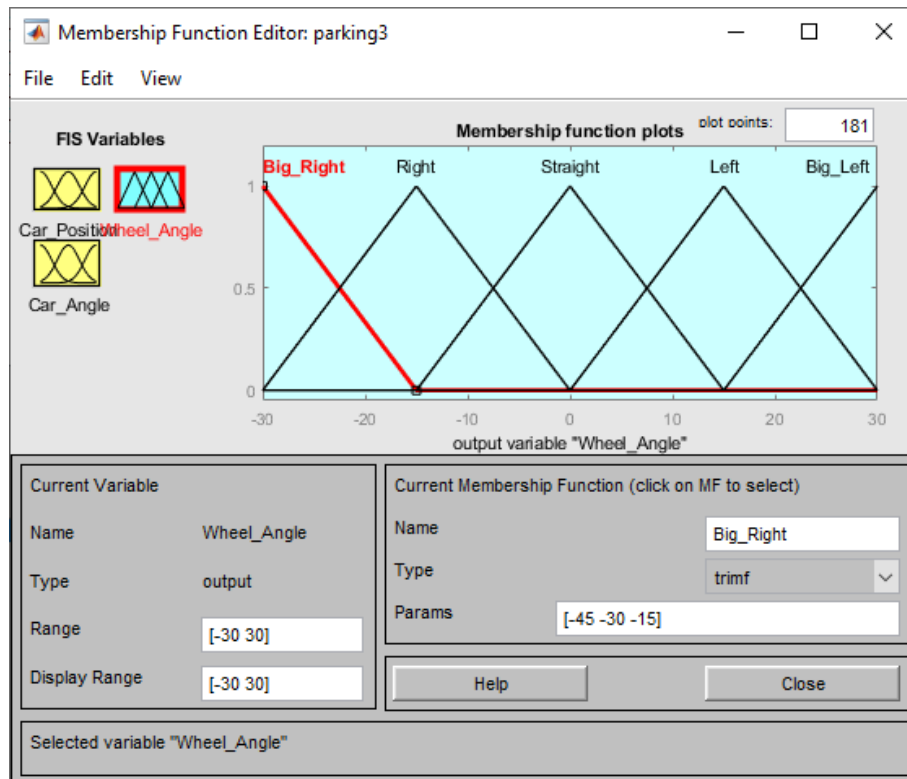 Membership Function Editor: parking3
File Edit View
FIS Variables
Car_Position
Wheel_Angle
Car_Angle
Membership function plots
plot points:
181
Big_Right Right Straight Left Big_Left
1
0.5
0
-30 -20 -10 0 10 20 30
output variable "Wheel_Angle"
Current Variable
Name Wheel_Angle
Type output
Range [-30 30]
Display Range [-30 30]
Current Membership Function (click on MF to select)
Name Big_Right
Type trimf
Params [-45 -30 -15]
Help Close
Selected variable "Wheel_Angle"